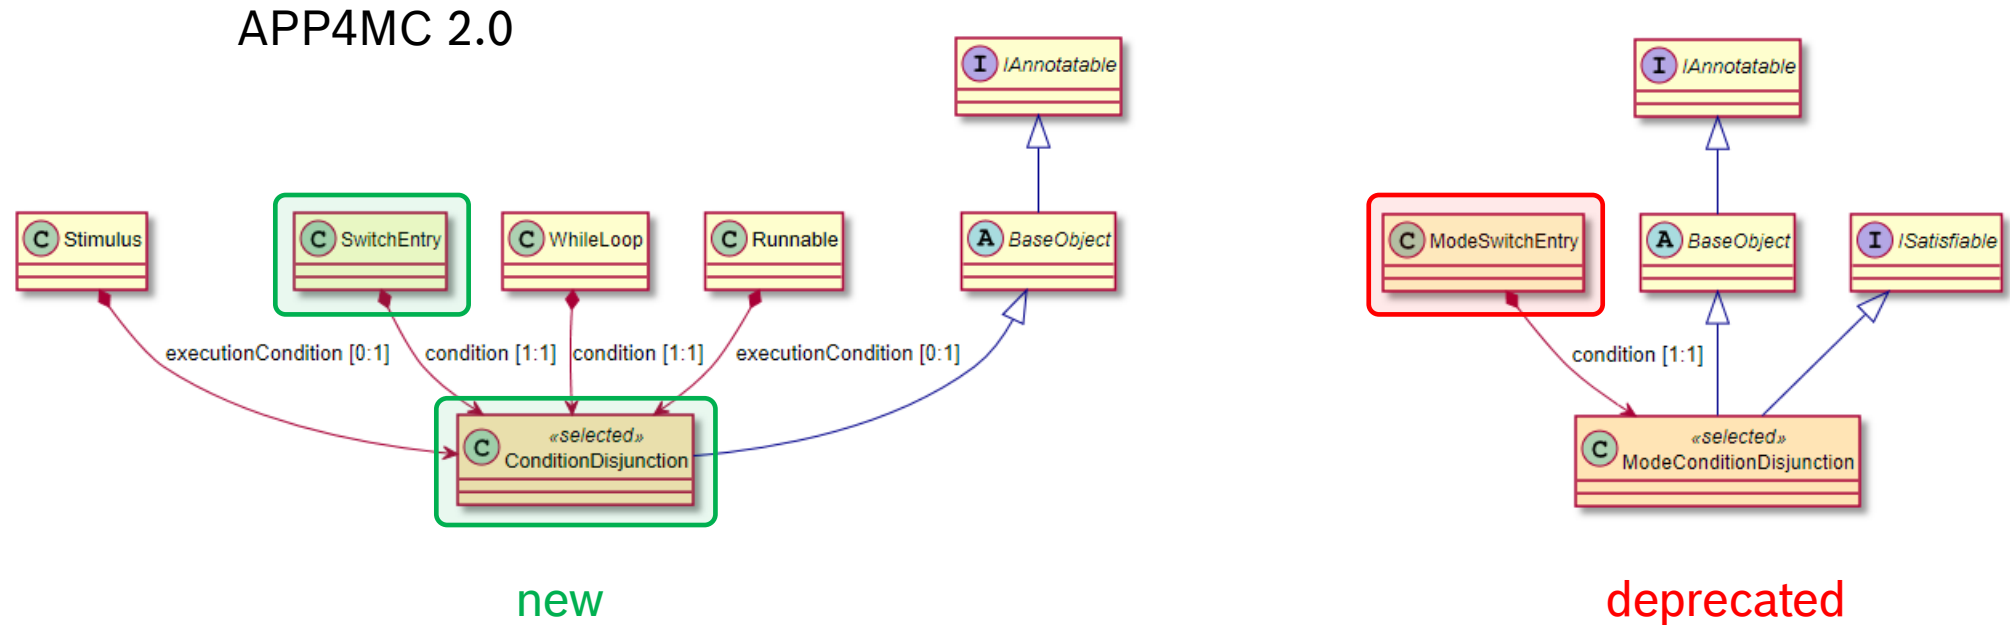 APP4MC 2.0
I IAnnotatable
I IAnnotatable
C Stimulus
C SwitchEntry
C WhileLoop
C Runnable
A BaseObject
C ModeSwitchEntry
A BaseObject
I ISatisfiable
executionCondition [0:1]
condition [1:1]
condition [1:1]
executionCondition [0:1]
condition [1:1]
«selected»
C ConditionDisjunction
«selected»
C ModeConditionDisjunction
new
deprecated